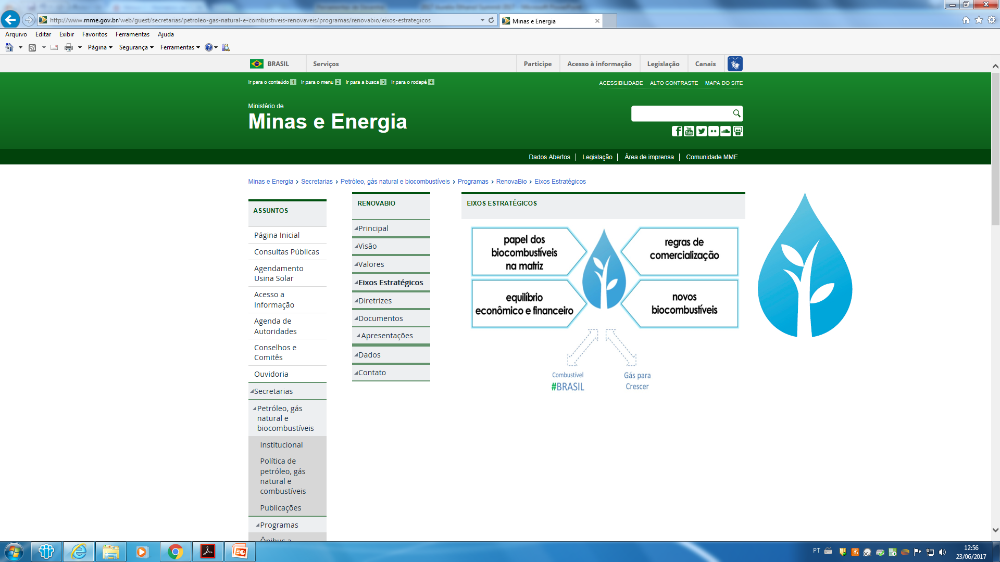 http://www.mme.gov.br/web/guest/secretarias/petroleo-gas-natural-e-combustiveis-renovaveis/programas/renovabio/eixos-estrategicos
Minas e Energia
Arquivo Editar Exibir Favoritos Ferramentas Ajuda
Página Segurança Ferramentas
BRASIL Serviços Participe Acesso à informação Legislação Canais
Ir para o conteúdo 1 Ir para o menu 2 Ir para a busca 3 Ir para o rodapé 4
ACESSIBILIDADE ALTO CONTRASTE MAPA DO SITE
Ministério de
Minas e Energia
Dados Abertos Legislação Área de imprensa Comunidade MME
Minas e Energia > Secretarias > Petróleo, gás natural e biocombustíveis > Programas > RenovaBio > Eixos Estratégicos
ASSUNTOS
Página Inicial
Consultas Públicas
Agendamento
Usina Solar
Acesso a
Informação
Agenda de
Autoridades
Conselhos e
Comitês
Ouvidoria
Secretarias
Petróleo, gás
natural e
biocombustíveis
Institucional
Política de
petróleo, gás
natural e
combustíveis
Publicações
Programas
Ônibus a
RENOVABIO
Principal
Visão
Valores
Eixos Estratégicos
Diretrizes
Documentos
Apresentações
Dados
Contato
EIXOS ESTRATÉGICOS
papel dos
biocombustíveis
na matriz
regras de
comercialização
equilíbrio
econômico e financeiro
novos
biocombustíveis
Combustível
#BRASIL
Gás para
Crescer
PT
12:56
23/06/2017